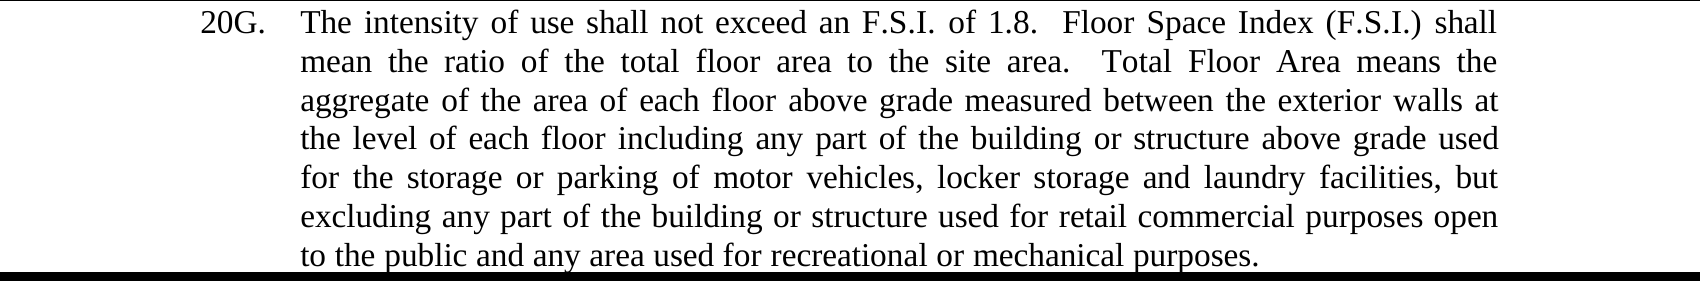 20G. The intensity of use shall not exceed an F.S.I. of 1.8. Floor Space Index (F.S.I.) shall
mean the ratio of the total floor area to the site area. Total Floor Area means the
aggregate of the area of each floor above grade measured between the exterior walls at
the level of each floor including any part of the building or structure above grade used
for the storage or parking of motor vehicles, locker storage and laundry facilities, but
excluding any part of the building or structure used for retail commercial purposes open
to the public and any area used for recreational or mechanical purposes.